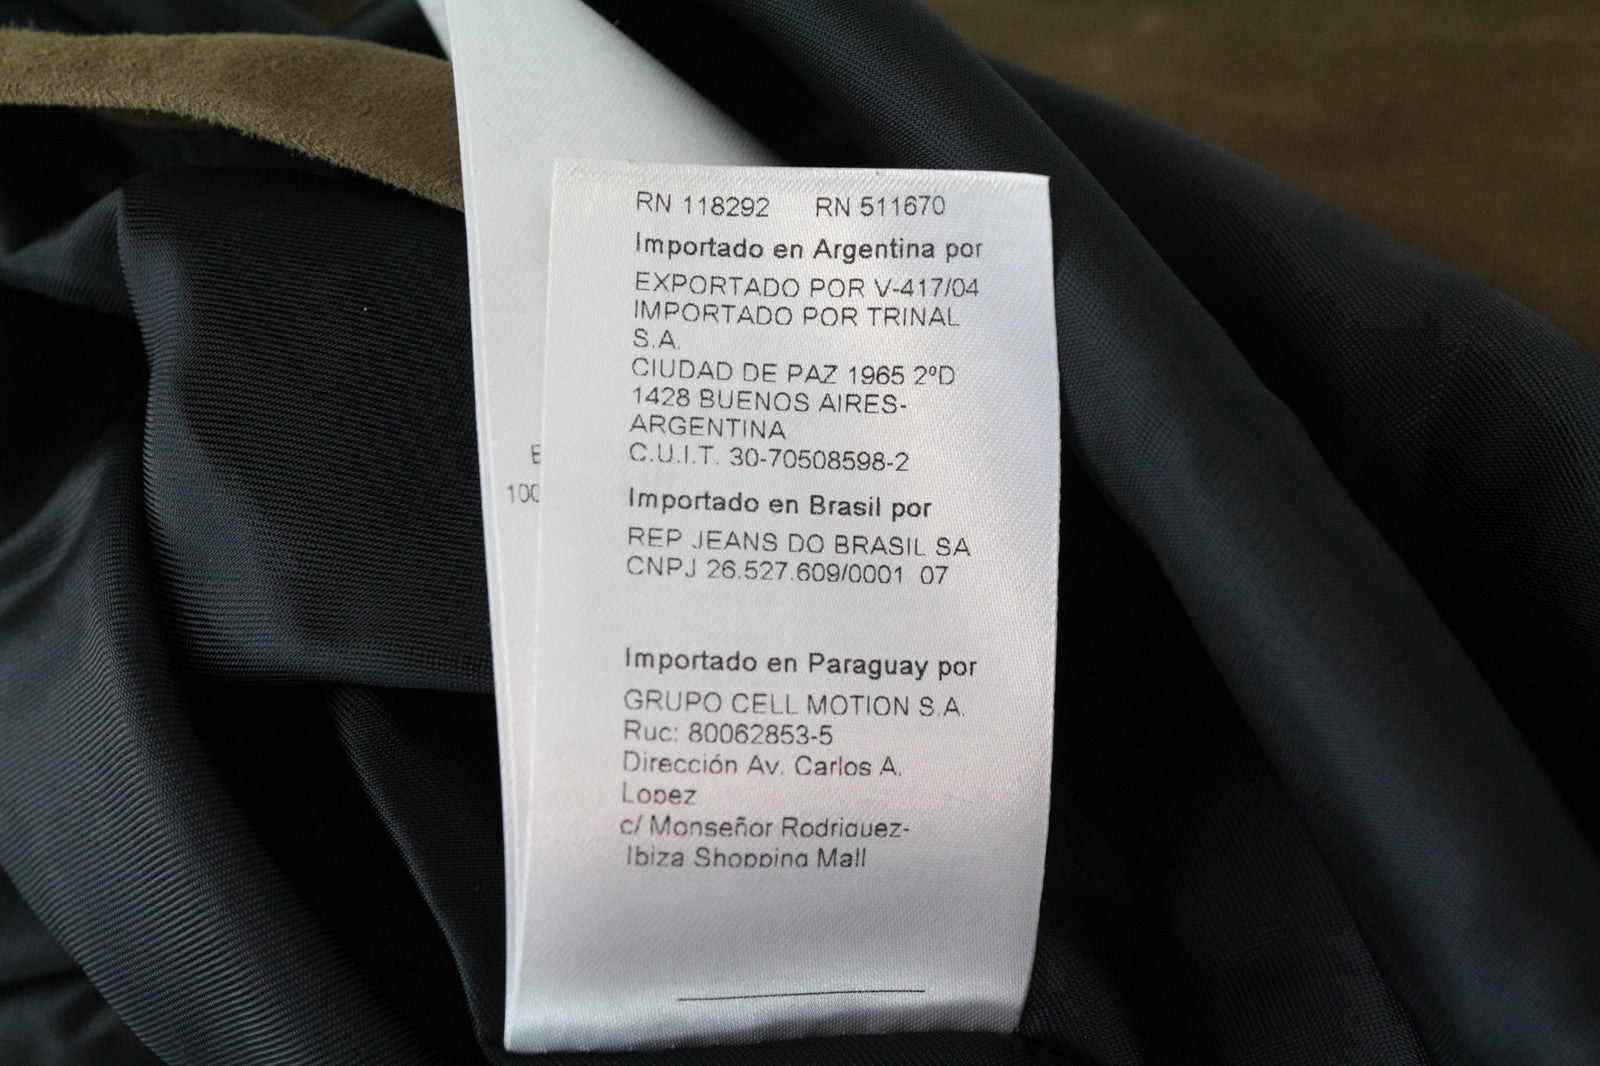 RN 118292 RN 511670
Importado en Argentina por
EXPORTADO POR V-417/04
IMPORTADO POR TRINAL
S.A.
CIUDAD DE PAZ 1965 2ºD
1428 BUENOS AIRES-
ARGENTINA
C.U.I.T. 30-70508598-2
Importado en Brasil por
REP JEANS DO BRASIL SA
CNPJ 26.527.609/0001 07
Importado en Paraguay por
GRUPO CELL MOTION S.A.
Ruc: 80062853-5
Dirección Av. Carlos A.
Lopez
c/ Monseñor Rodriguez-
Ibiza Shopping Mall
100